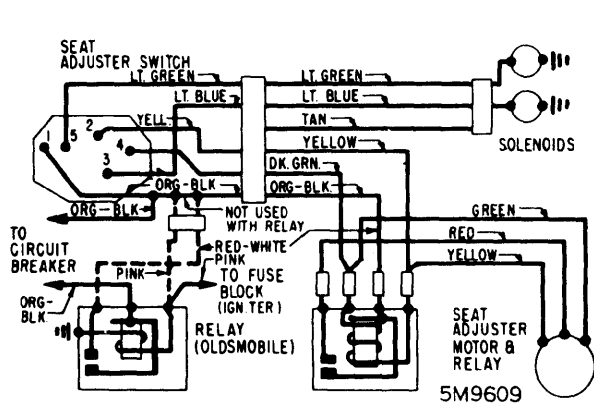 SEAT
ADJUSTER SWITCH
LT. GREEN
LT. GREEN
LT. BLUE
LT. BLUE
YELL.
TAN
SOLENOIDS
1
5
2
4
3
YELLOW
DK. GRN.
ORG-BLK
ORG-BLK.
ORG-BLK
NOT USED
WITH RELAY
GREEN
RED
YELLOW
TO
CIRCUIT
BREAKER
RED-WHITE
PINK
PINK
TO FUSE
BLOCK
(IGN. TER)
ORG-
BLK.
RELAY
(OLDSMOBILE)
SEAT
ADJUSTER
MOTOR &
RELAY
5M9609